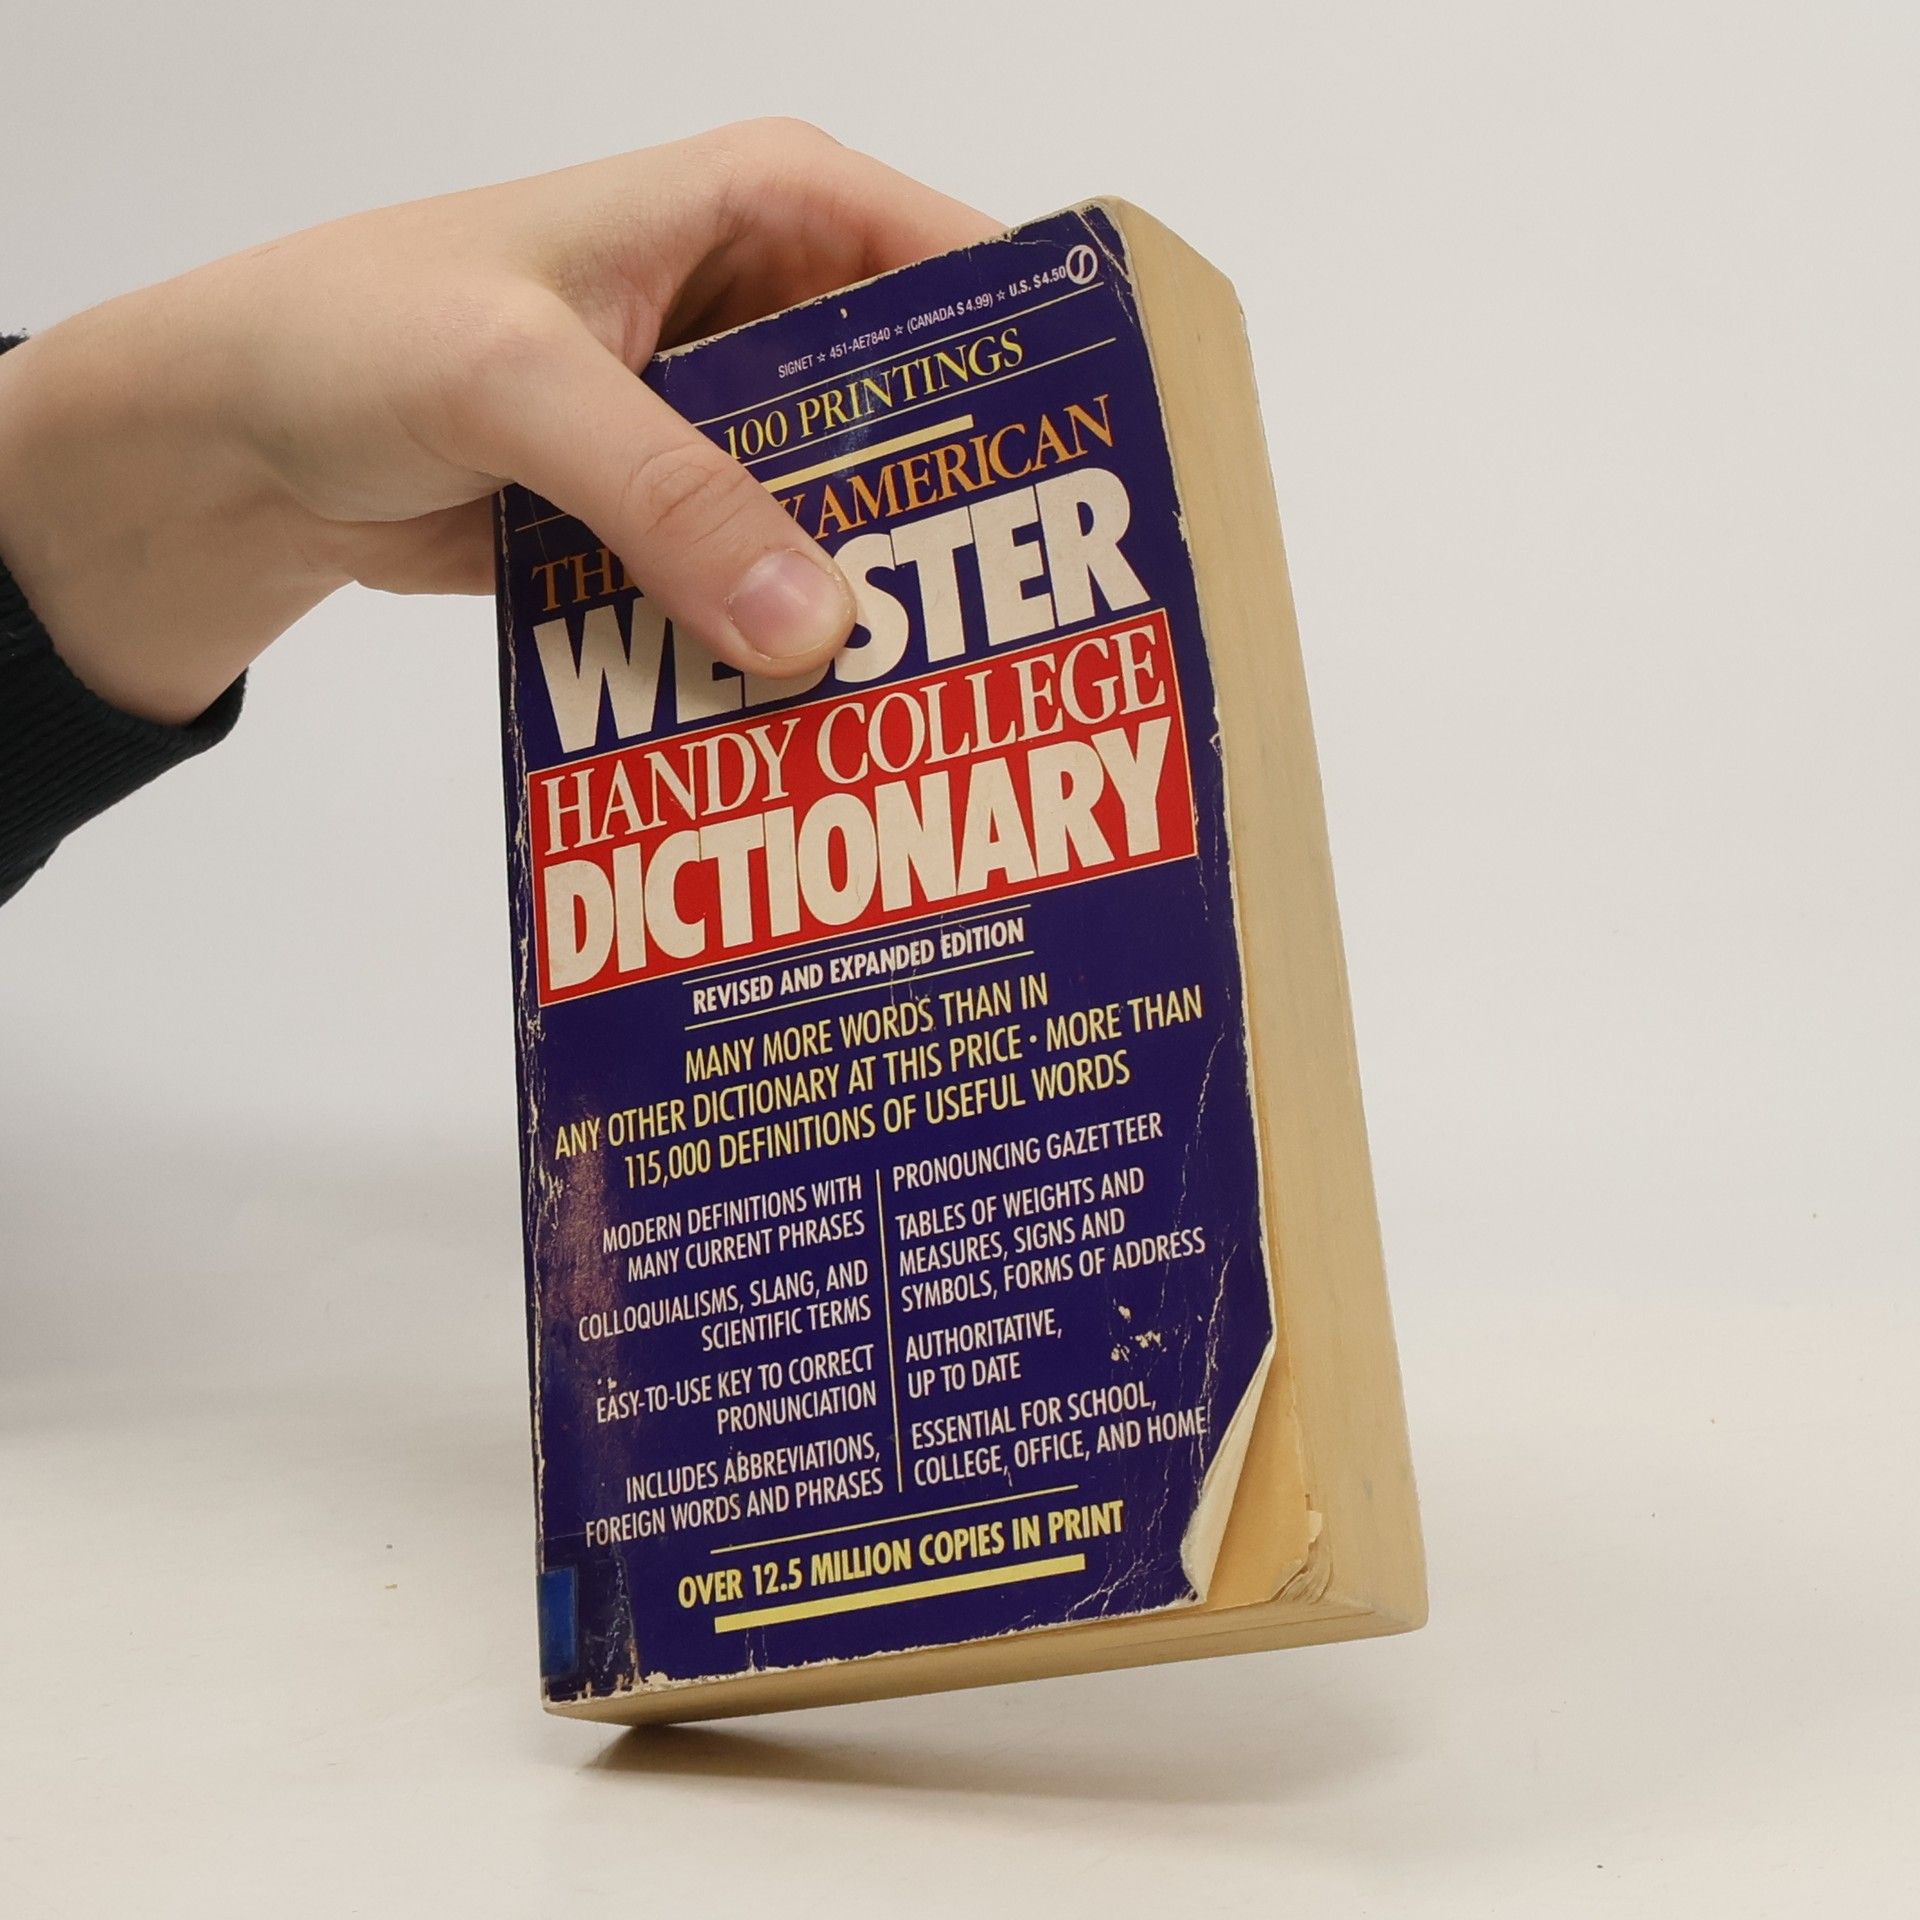 SIGNET ☆ 451-AE7840 ☆ (CANADA $4.99) ☆ U.S. $4.50
100 PRINTINGS
AMERICAN
WEBSTER
HANDY COLLEGE
DICTIONARY
REVISED AND EXPANDED EDITION
MANY MORE WORDS THAN IN
ANY OTHER DICTIONARY AT THIS PRICE • MORE THAN
115,000 DEFINITIONS OF USEFUL WORDS
MODERN DEFINITIONS WITH
MANY CURRENT PHRASES
COLLOQUIALISMS, SLANG, AND
SCIENTIFIC TERMS
EASY-TO-USE KEY TO CORRECT
PRONUNCIATION
INCLUDES ABBREVIATIONS,
FOREIGN WORDS AND PHRASES
PRONOUNCING GAZETTEER
TABLES OF WEIGHTS AND
MEASURES, SIGNS AND
SYMBOLS, FORMS OF ADDRESS
AUTHORITATIVE,
UP TO DATE
ESSENTIAL FOR SCHOOL,
COLLEGE, OFFICE, AND HOME
OVER 12.5 MILLION COPIES IN PRINT